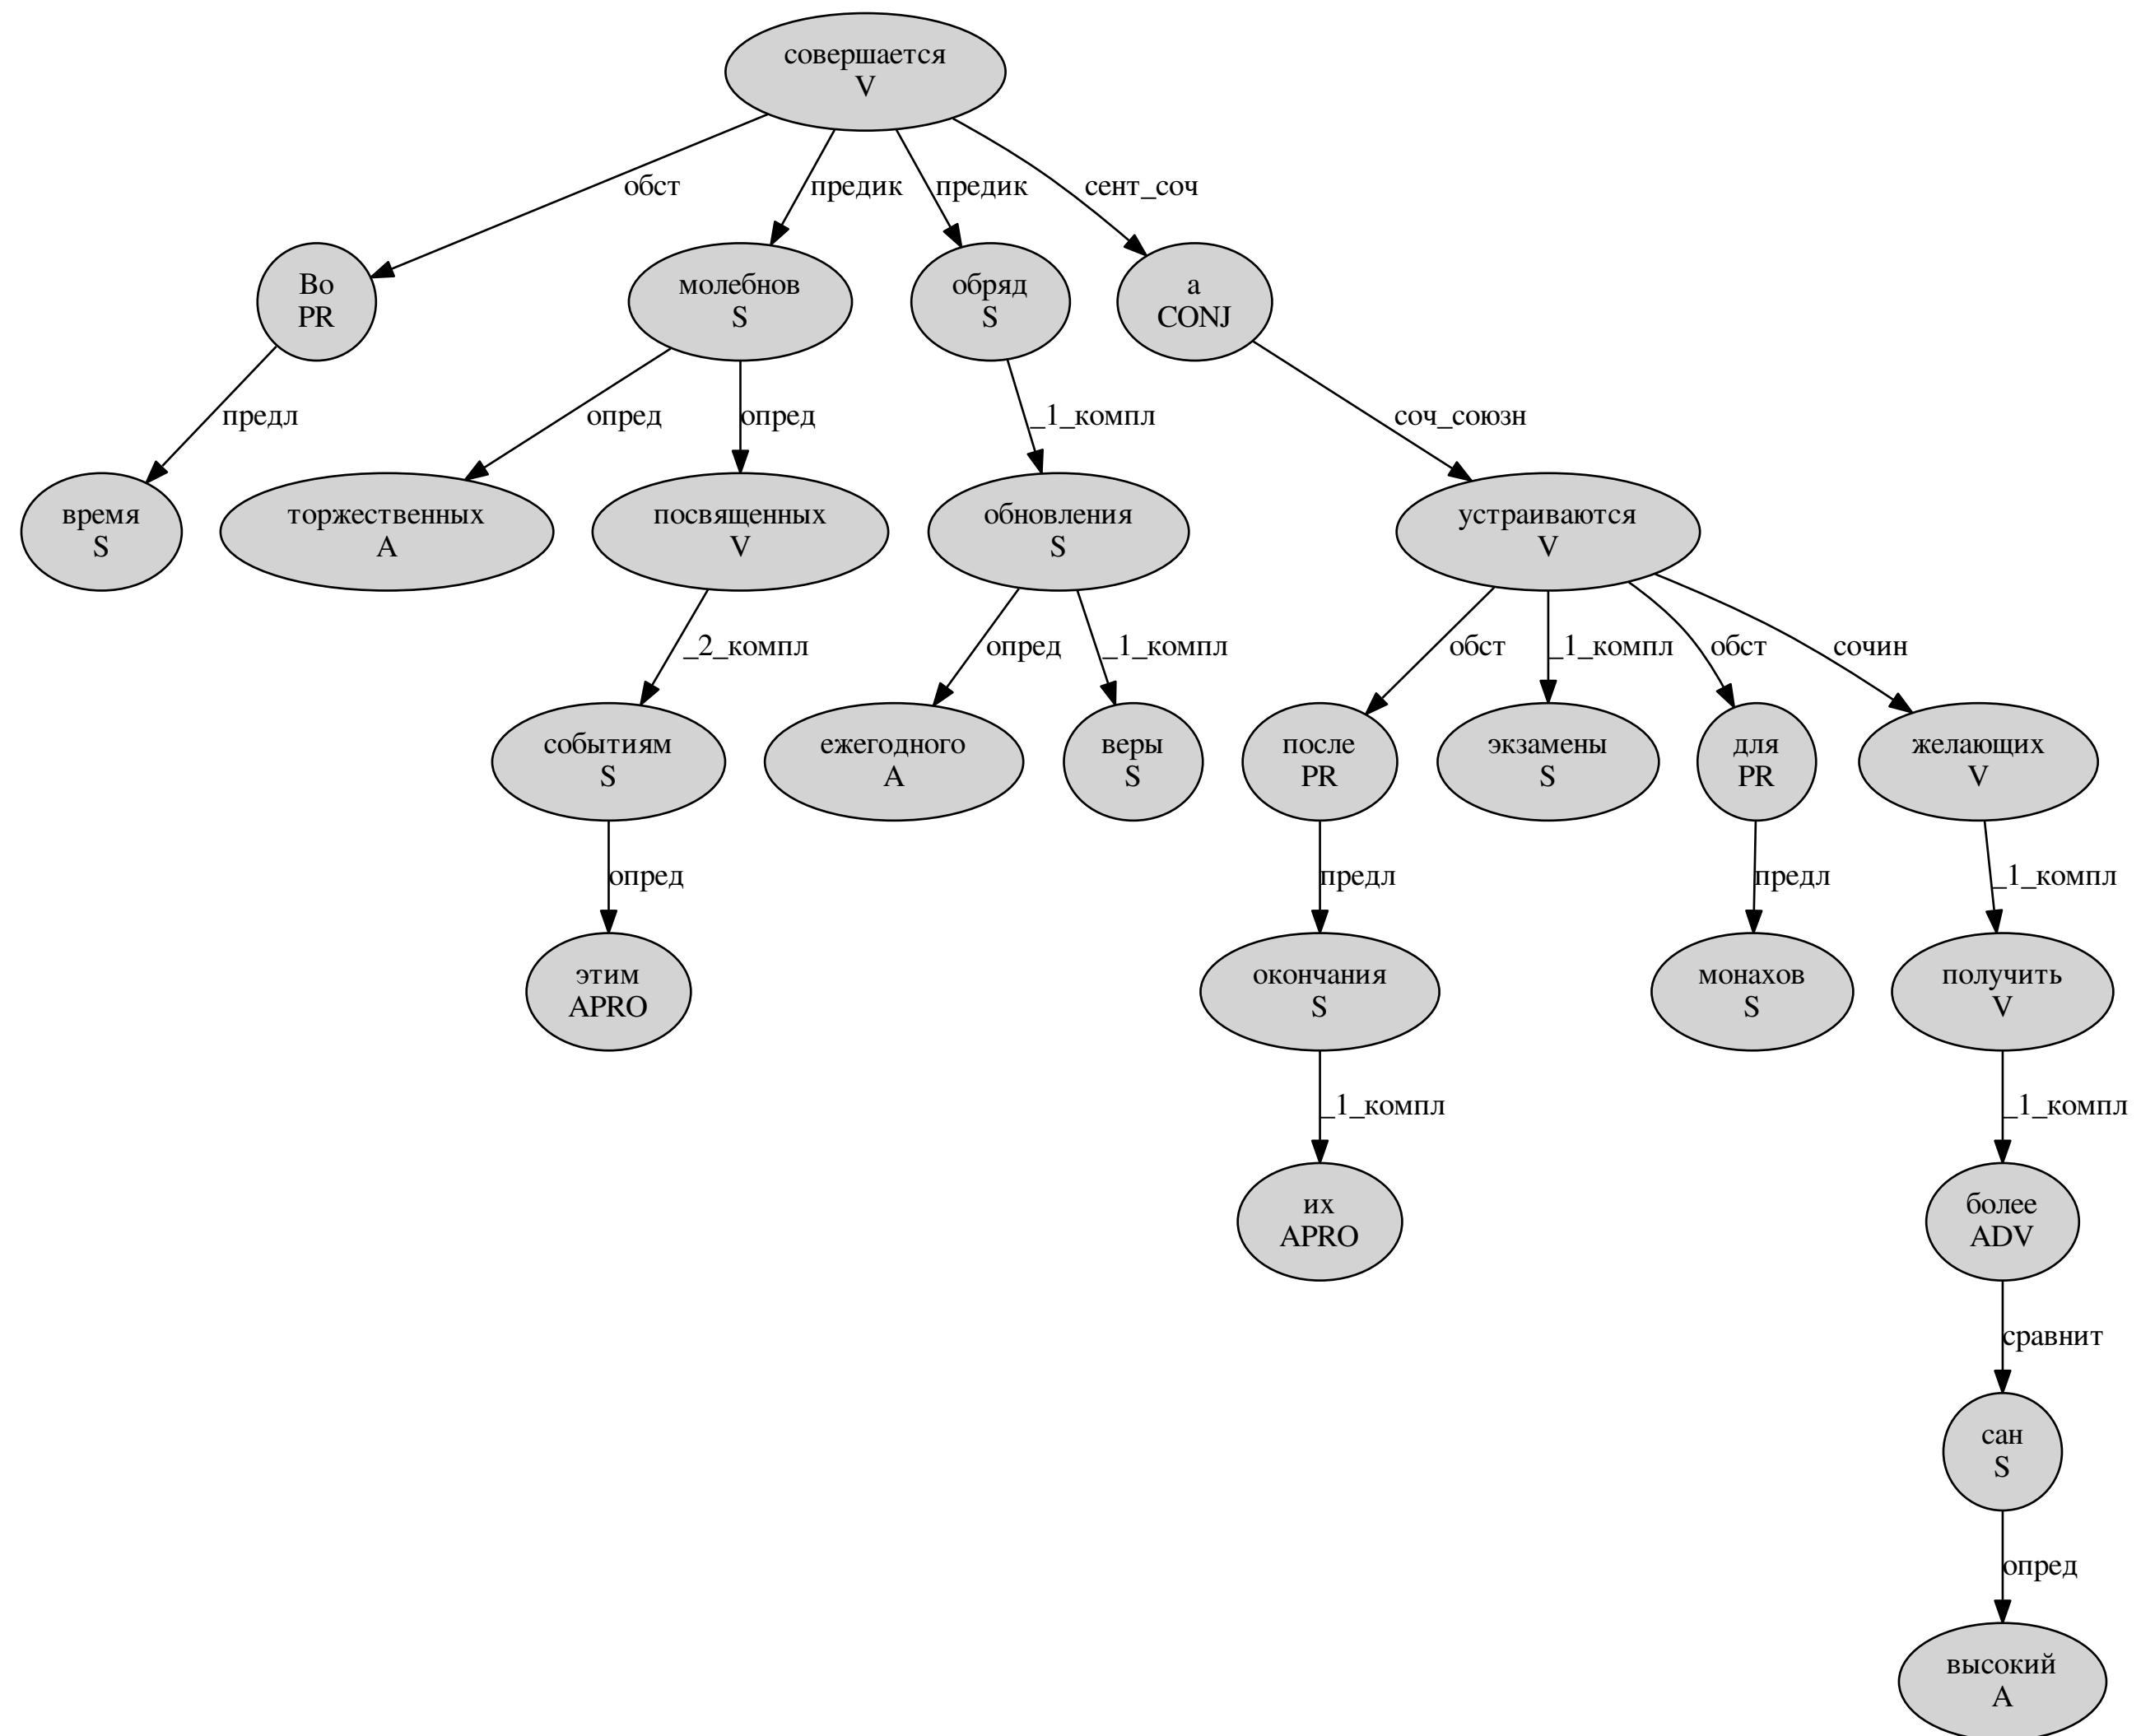 совершается
V
обст
предик
предик
сент_соч
Во
PR
молебнов
S
обряд
S
а
CONJ
предл
опред
опред
_1_компл
соч_союзн
время
S
торжественных
A
посвященных
V
обновления
S
устраиваются
V
_2_компл
опред
_1_компл
обст
_1_компл
обст
сочин
событиям
S
ежегодного
A
веры
S
после
PR
экзамены
S
для
PR
желающих
V
опред
предл
предл
_1_компл
этим
APRO
окончания
S
монахов
S
получить
V
_1_компл
_1_компл
их
APRO
более
ADV
сравнит
сан
S
опред
высокий
A